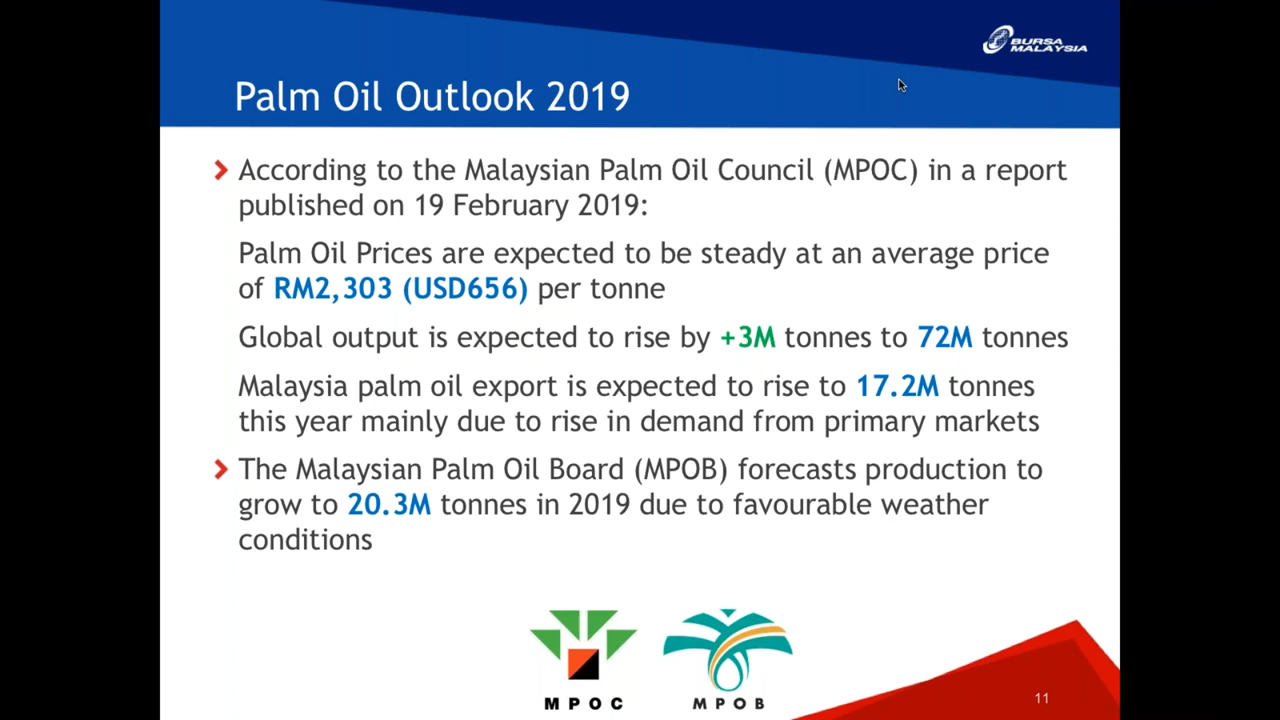 BURSA
MALAYSIA
Palm Oil Outlook 2019
According to the Malaysian Palm Oil Council (MPOC) in a report
published on 19 February 2019:
Palm Oil Prices are expected to be steady at an average price
of RM2,303 (USD656) per tonne
Global output is expected to rise by +3M tonnes to 72M tonnes
Malaysia palm oil export is expected to rise to 17.2M tonnes
this year mainly due to rise in demand from primary markets
The Malaysian Palm Oil Board (MPOB) forecasts production to
grow to 20.3M tonnes in 2019 due to favourable weather
conditions
MPOC
MPOB
11